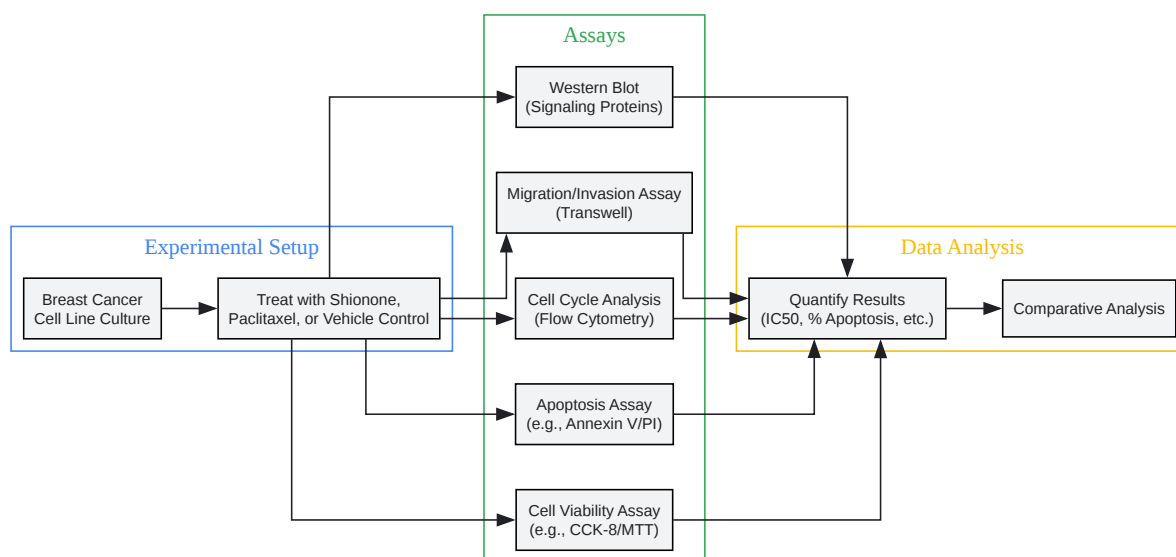 Assays
Western Blot
(Signaling Proteins)
Migration/Invasion Assay
(Transwell)
Experimental Setup
Data Analysis
Breast Cancer
Cell Line Culture
Treat with Shionone,
Paclitaxel, or Vehicle Control
Cell Cycle Analysis
(Flow Cytometry)
Quantify Results
(IC50, % Apoptosis, etc.)
Comparative Analysis
Apoptosis Assay
(e.g., Annexin V/PI)
Cell Viability Assay
(e.g., CCK-8/MTT)